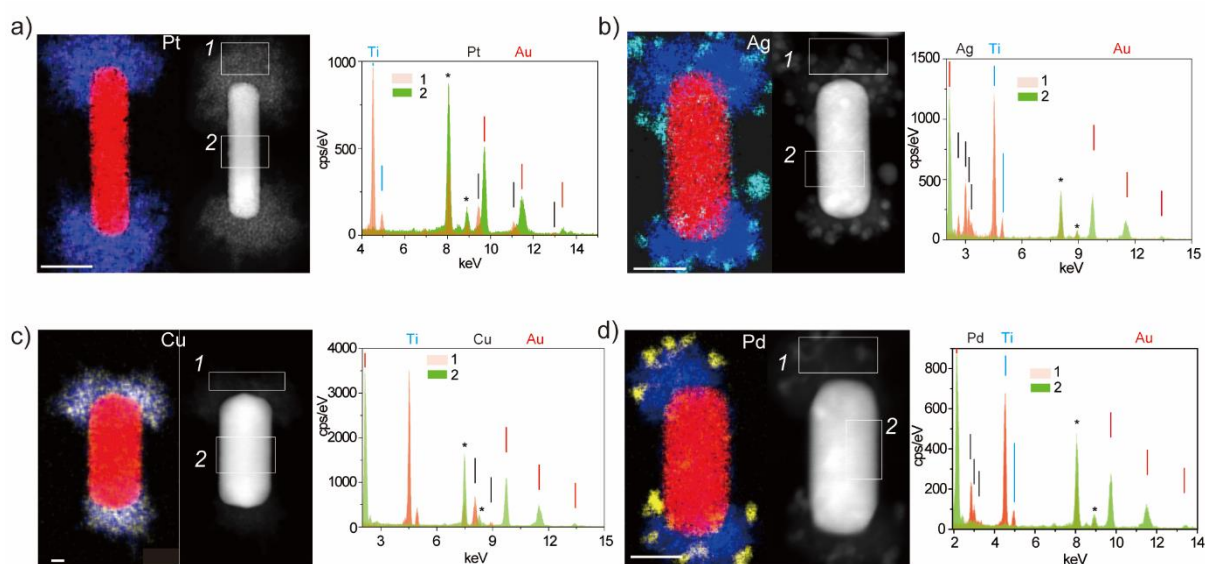 a)
Pt
1
2
Ti Pt Au
1
2
* * 
cps/eV
1000
500
0
4 6 8 10 12 14
keV
b)
Ag
1
2
Ag Ti Au
1
2
* *
cps/eV
1500
1000
500
0
3 6 9 12 15
keV
c)
Cu
1
2
Ti Cu Au
1
2
* *
cps/eV
4000
3000
2000
1000
0
3 6 9 12 15
keV
d)
Pd
1
2
Pd Ti Au
1
2
* *
cps/eV
800
600
400
200
0
2 4 6 8 10 12 14
keV